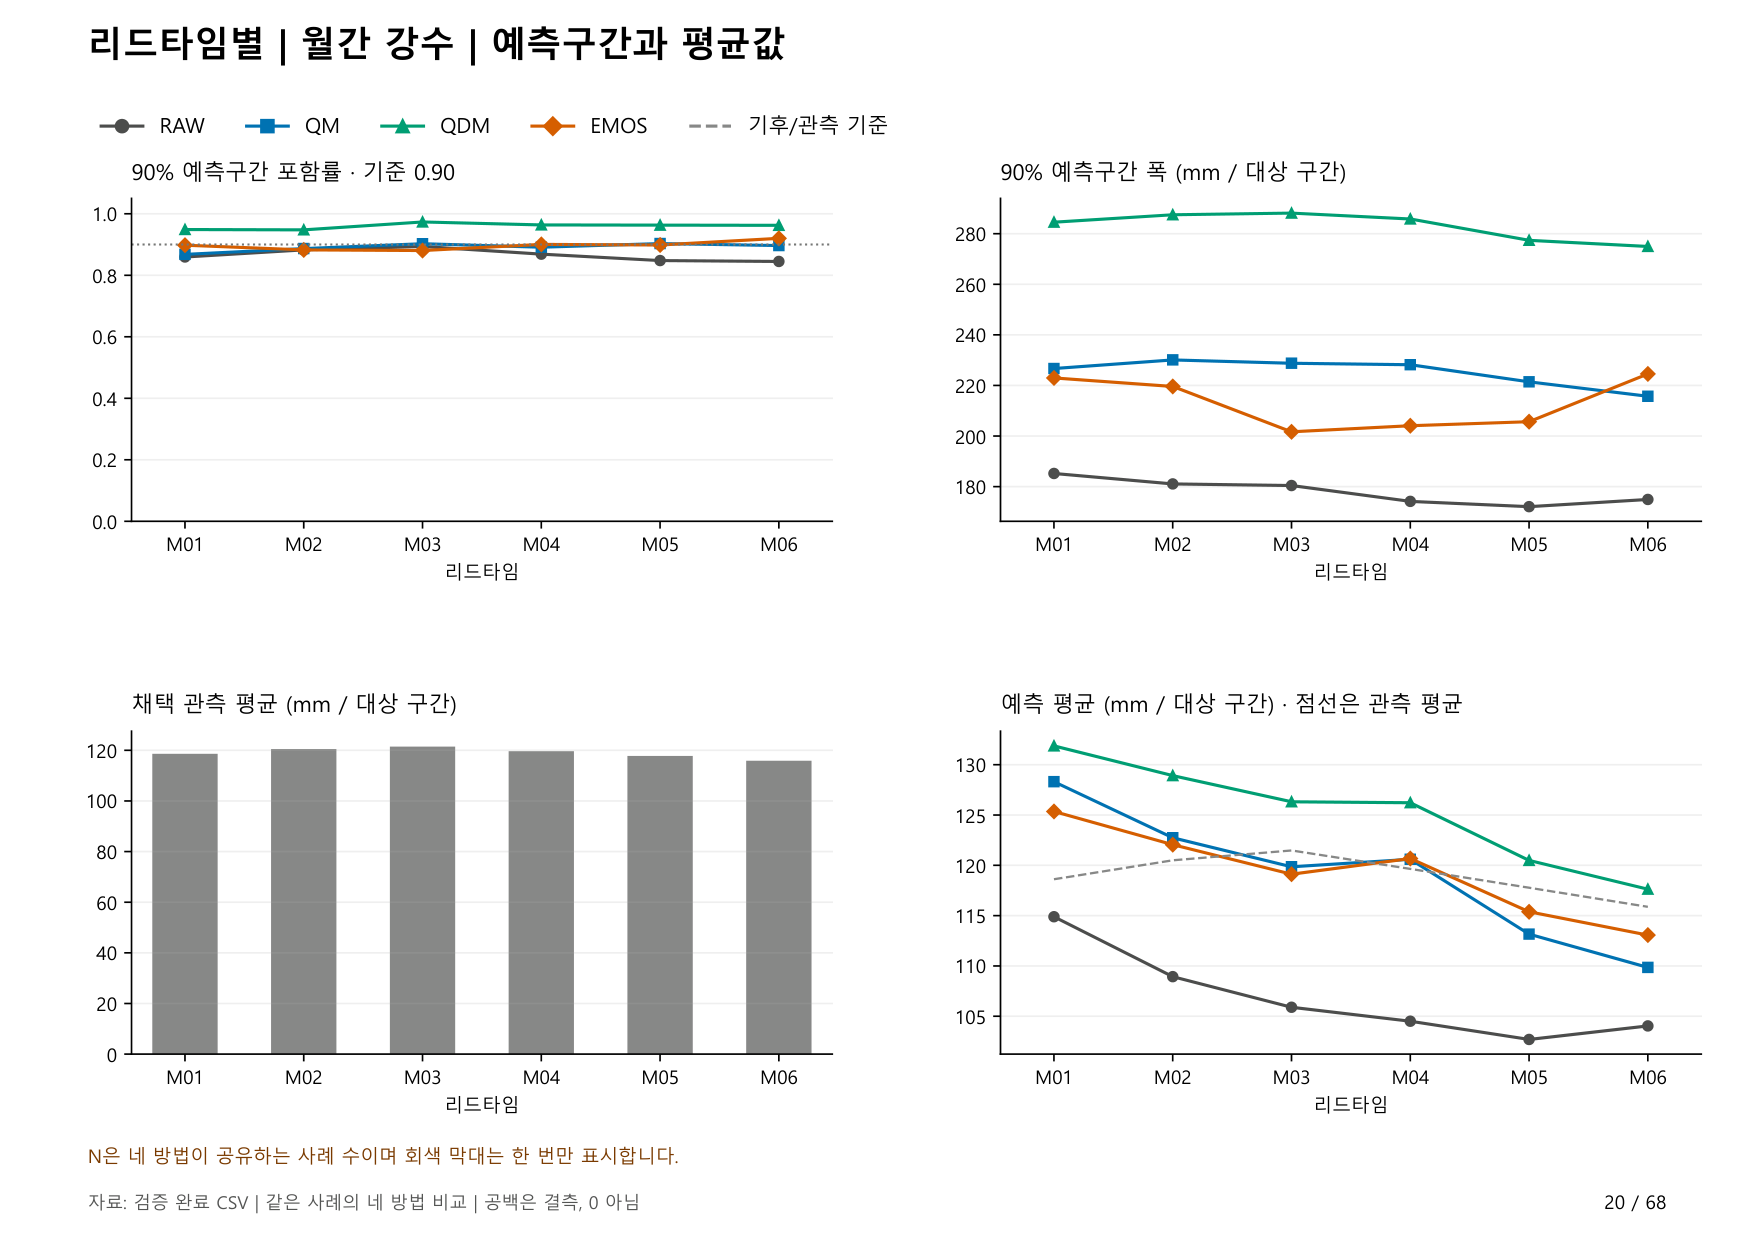 리드타임별 | 월간 강수 | 예측구간과 평균값
RAW QM QDM EMOS 기후/관측 기준
90% 예측구간 포함률 · 기준 0.90
1.0
0.8
0.6
0.4
0.2
0.0
M01 M02 M03 M04 M05 M06
리드타임
90% 예측구간 폭 (mm / 대상 구간)
280
260
240
220
200
180
M01 M02 M03 M04 M05 M06
리드타임
채택 관측 평균 (mm / 대상 구간)
120
100
80
60
40
20
0
M01 M02 M03 M04 M05 M06
리드타임
예측 평균 (mm / 대상 구간) · 점선은 관측 평균
130
125
120
115
110
105
M01 M02 M03 M04 M05 M06
리드타임
N은 네 방법이 공유하는 사례 수이며 회색 막대는 한 번만 표시합니다.
자료: 검증 완료 CSV | 같은 사례의 네 방법 비교 | 공백은 결측, 0 아님
20 / 68